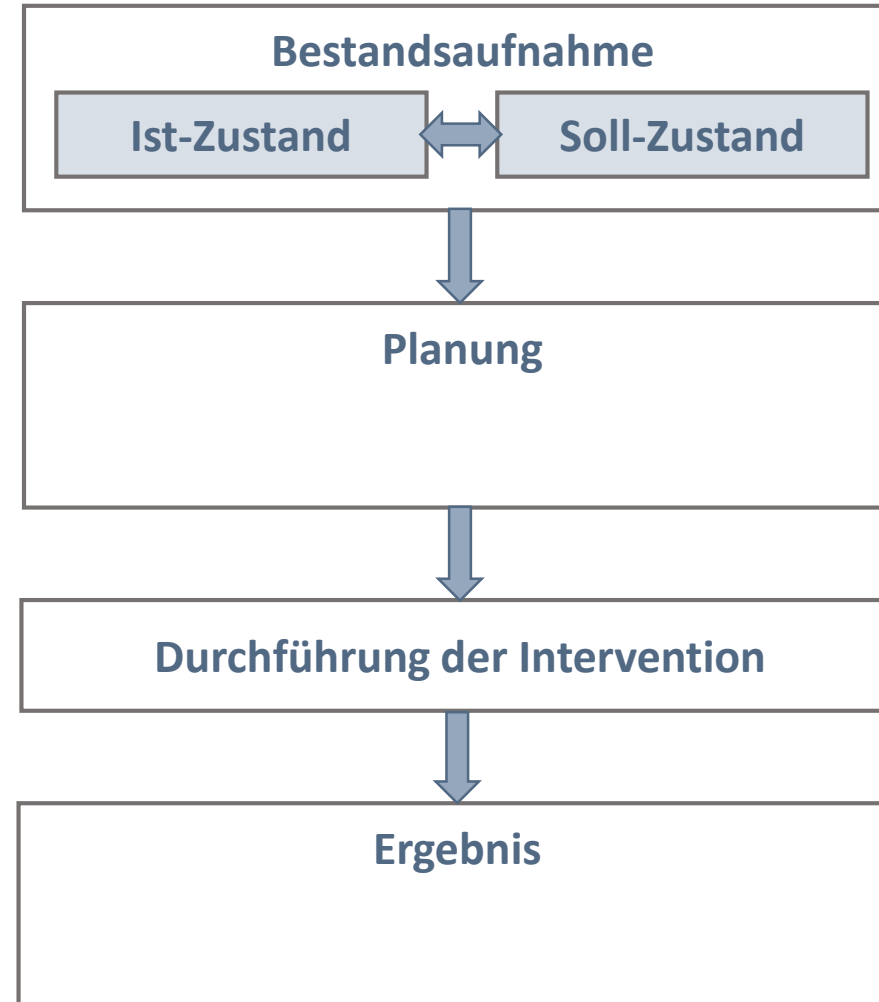 Bestandsaufnahme
Ist-Zustand
Soll-Zustand
Planung
Durchführung der Intervention
Ergebnis